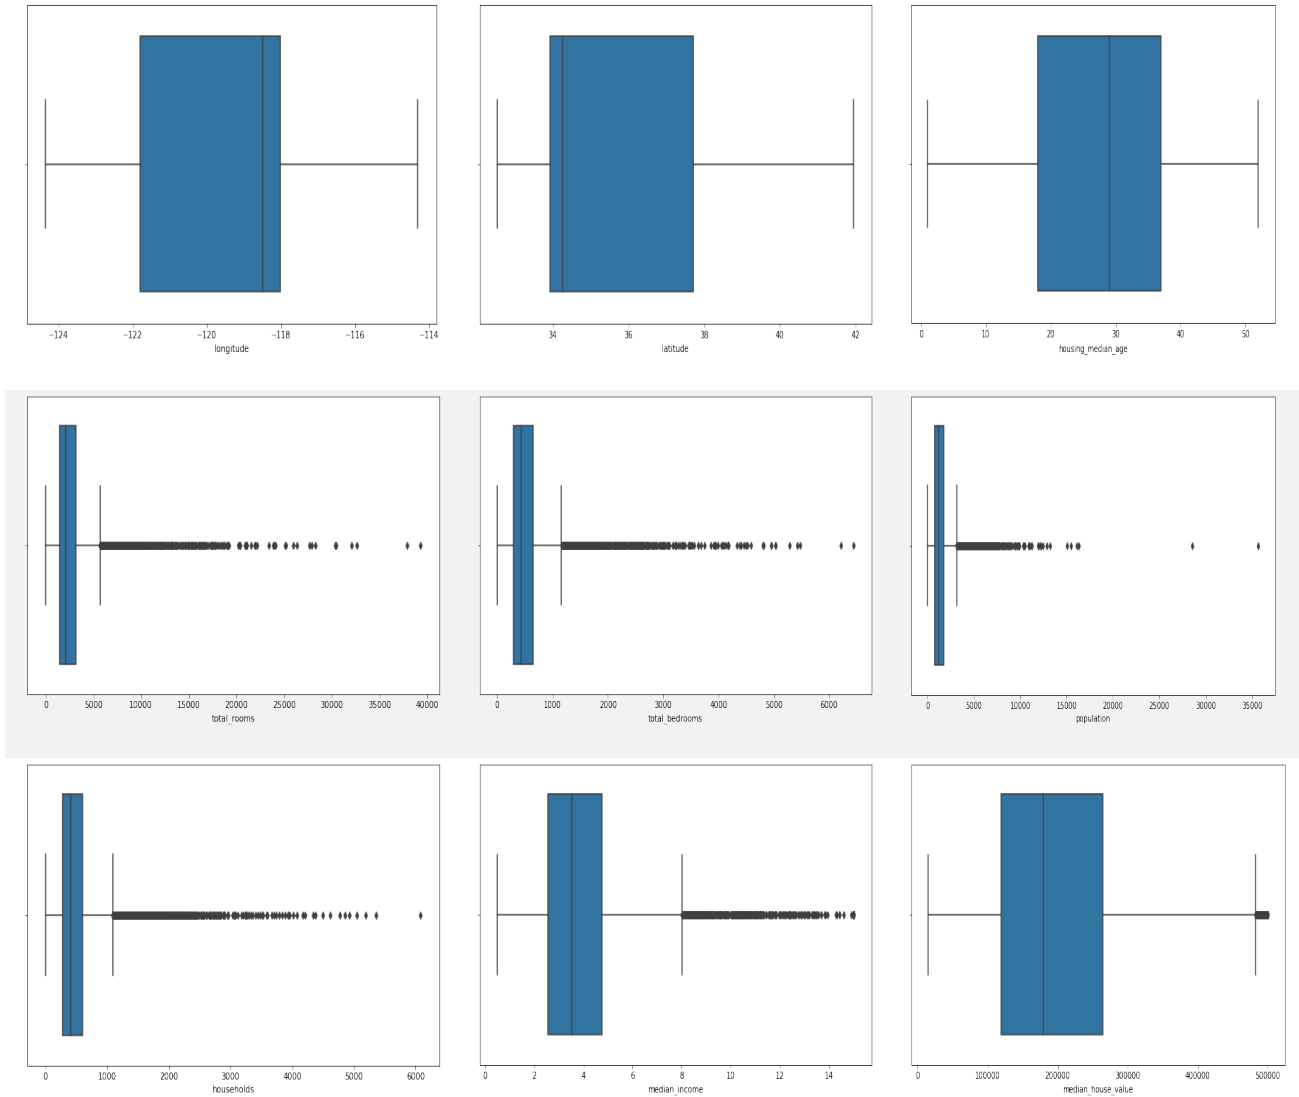 −124 −122 −120 −118 −116 −114
longitude
34 36 38 40 42
latitude
0 10 20 30 40 50
housing_median_age
0 5000 10000 15000 20000 25000 30000 35000 40000
total_rooms
0 1000 2000 3000 4000 5000 6000
total_bedrooms
0 5000 10000 15000 20000 25000 30000 35000
population
0 1000 2000 3000 4000 5000 6000
households
0 2 4 6 8 10 12 14
median_income
0 100000 200000 300000 400000 500000
median_house_value